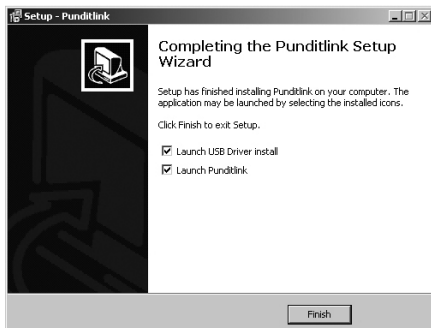 Setup - Punditlink
Completing the Punditlink Setup
Wizard
Setup has finished installing Punditlink on your computer. The
application may be launched by selecting the installed icons.
Click Finish to exit Setup.
Launch USB Driver install
Launch Punditlink
Finish